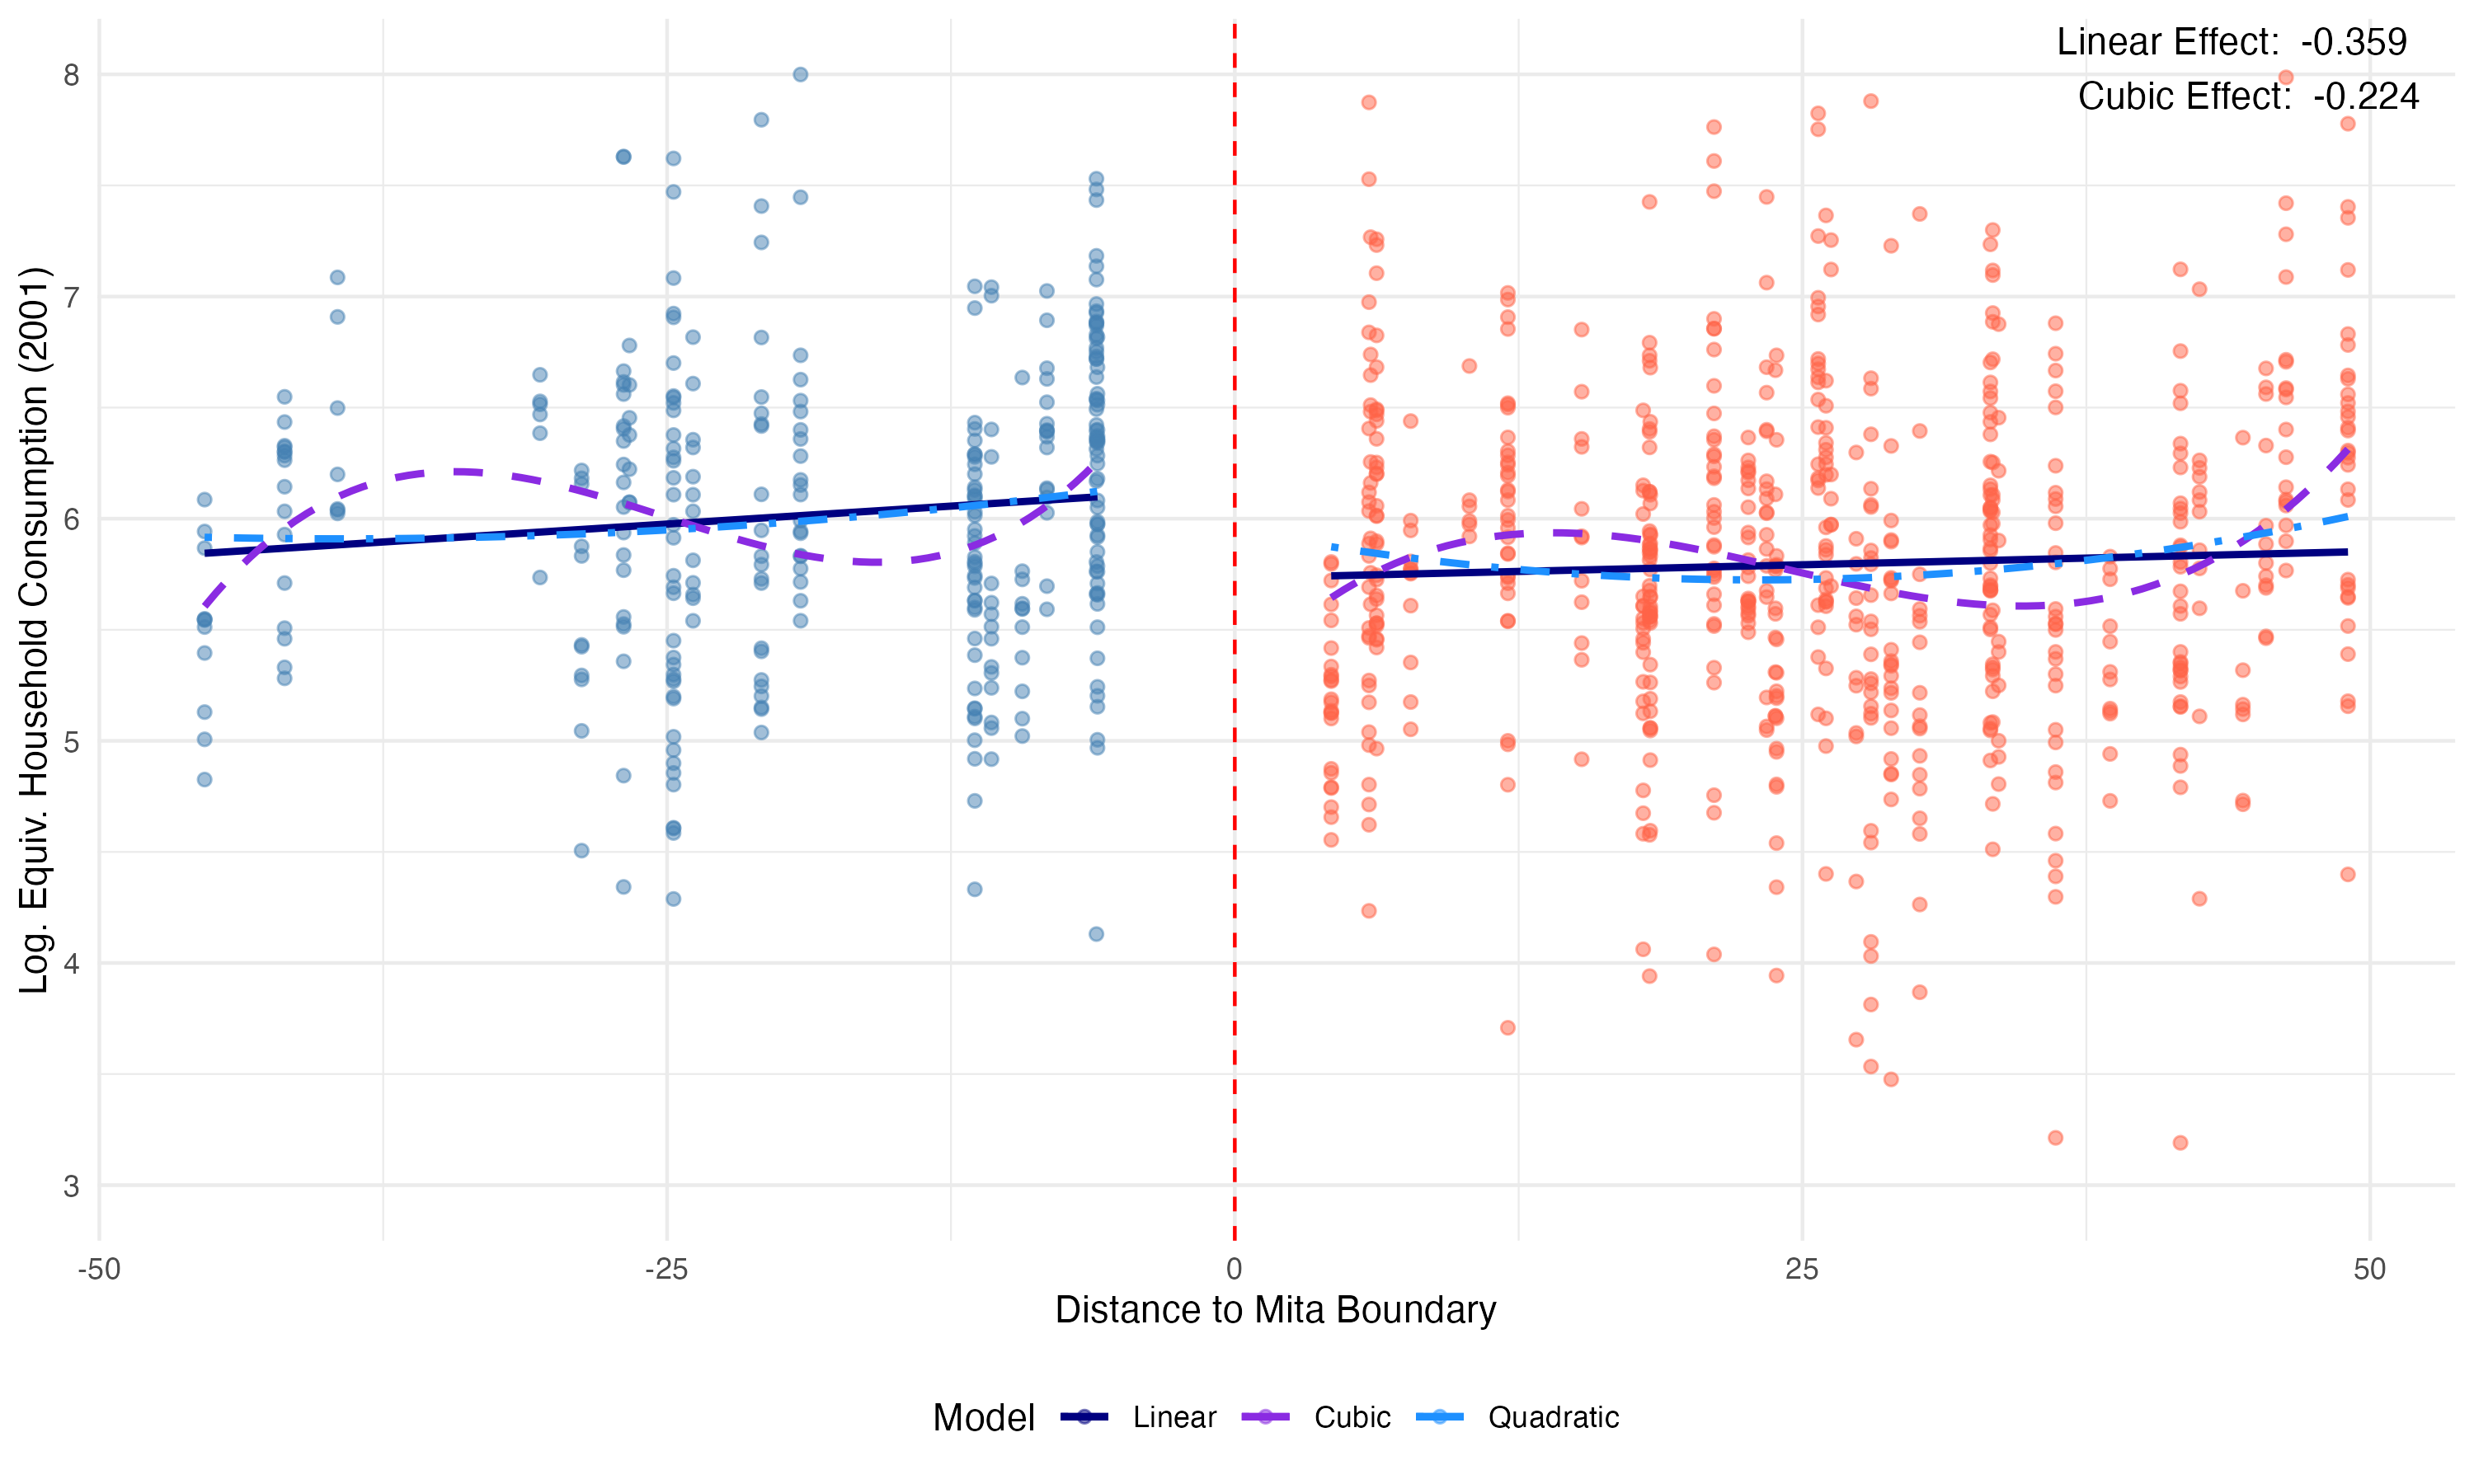 Linear Effect: -0.359
Cubic Effect: -0.224
Log. Equiv. Household Consumption (2001)
8
7
6
5
4
3
-50 -25 0 25 50
Distance to Mita Boundary
Model Linear Cubic Quadratic